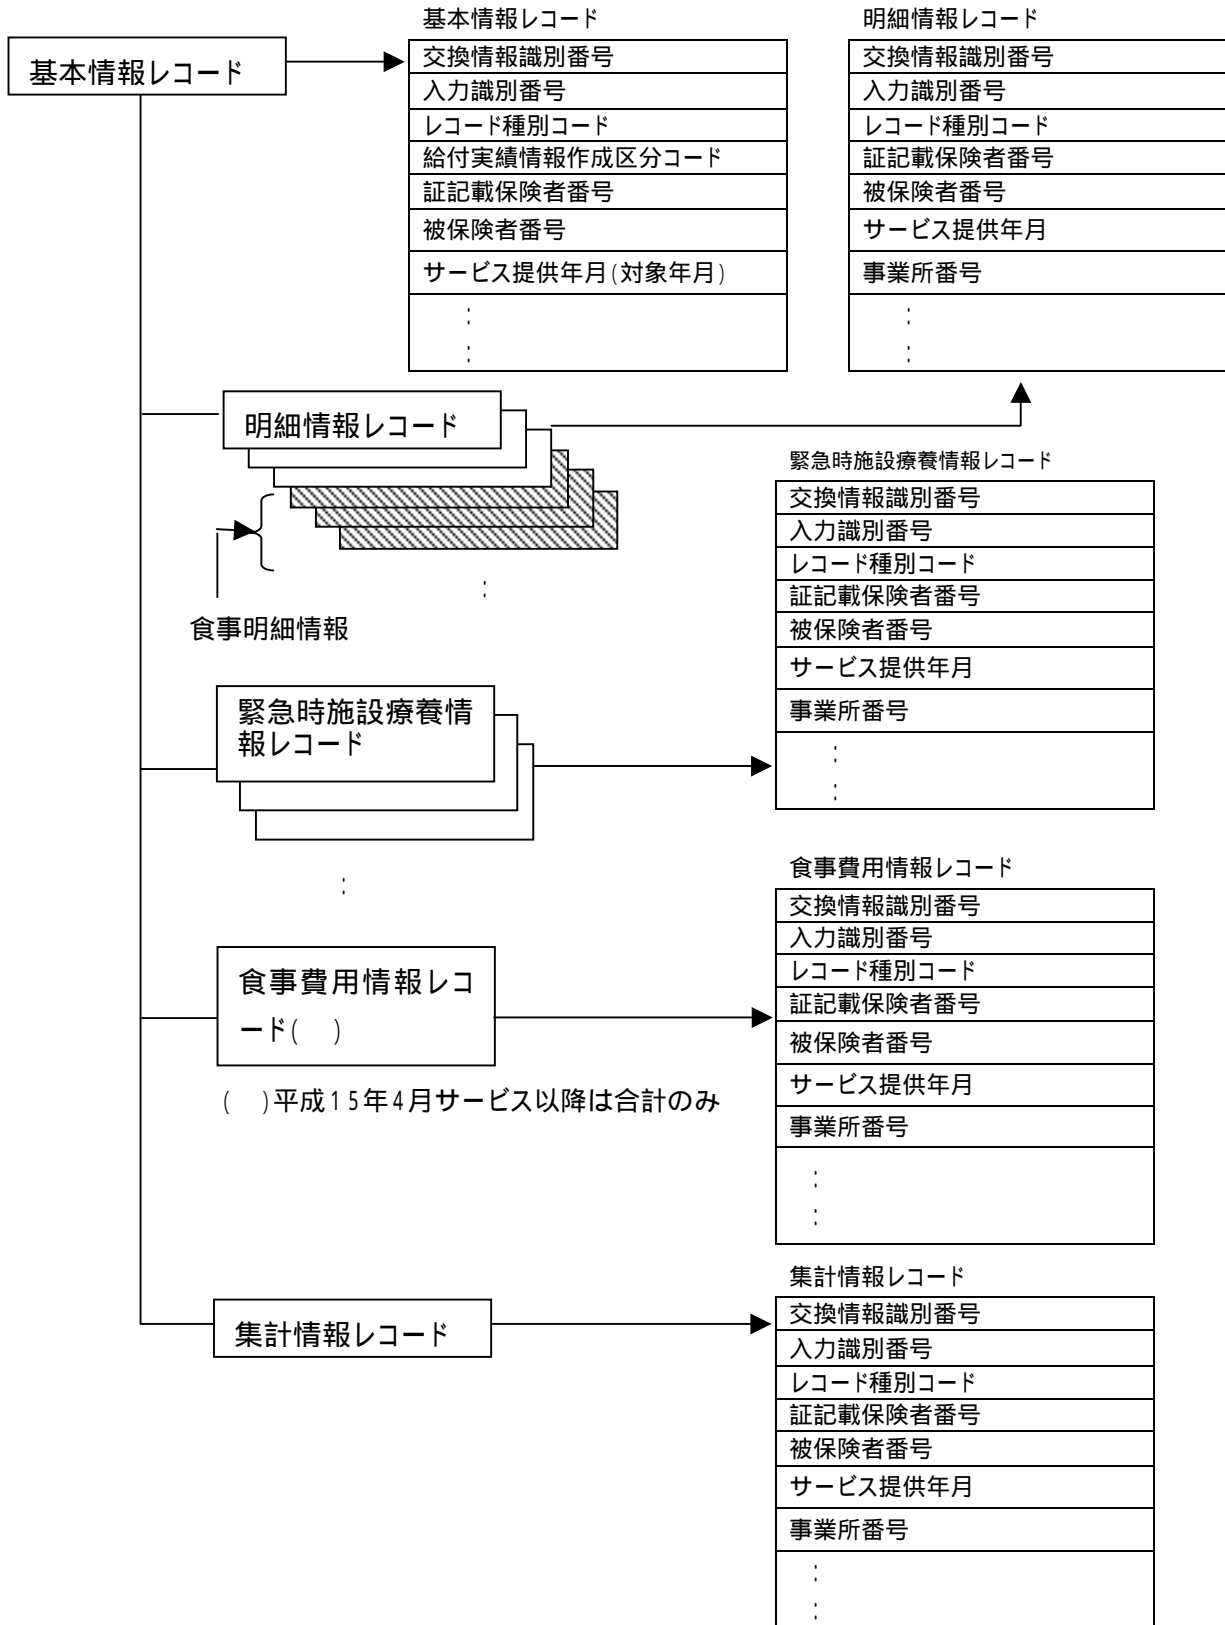 基本情報レコード
基本情報レコード
交換情報識別番号
入力識別番号
レコード種別コード
給付実績情報作成区分コード
証記載保険者番号
被保険者番号
サービス提供年月(対象年月)
:
:
明細情報レコード
交換情報識別番号
入力識別番号
レコード種別コード
証記載保険者番号
被保険者番号
サービス提供年月
事業所番号
:
:
明細情報レコード
:
食事明細情報
緊急時施設療養情報レコード
交換情報識別番号
入力識別番号
レコード種別コード
証記載保険者番号
被保険者番号
サービス提供年月
事業所番号
:
:
緊急時施設療養情
報レコード
:
食事費用情報レコード
交換情報識別番号
入力識別番号
レコード種別コード
証記載保険者番号
被保険者番号
サービス提供年月
事業所番号
:
:
食事費用情報レコ
ード(　)
(　)平成15年4月サービス以降は合計のみ
集計情報レコード
集計情報レコード
交換情報識別番号
入力識別番号
レコード種別コード
証記載保険者番号
被保険者番号
サービス提供年月
事業所番号
:
: